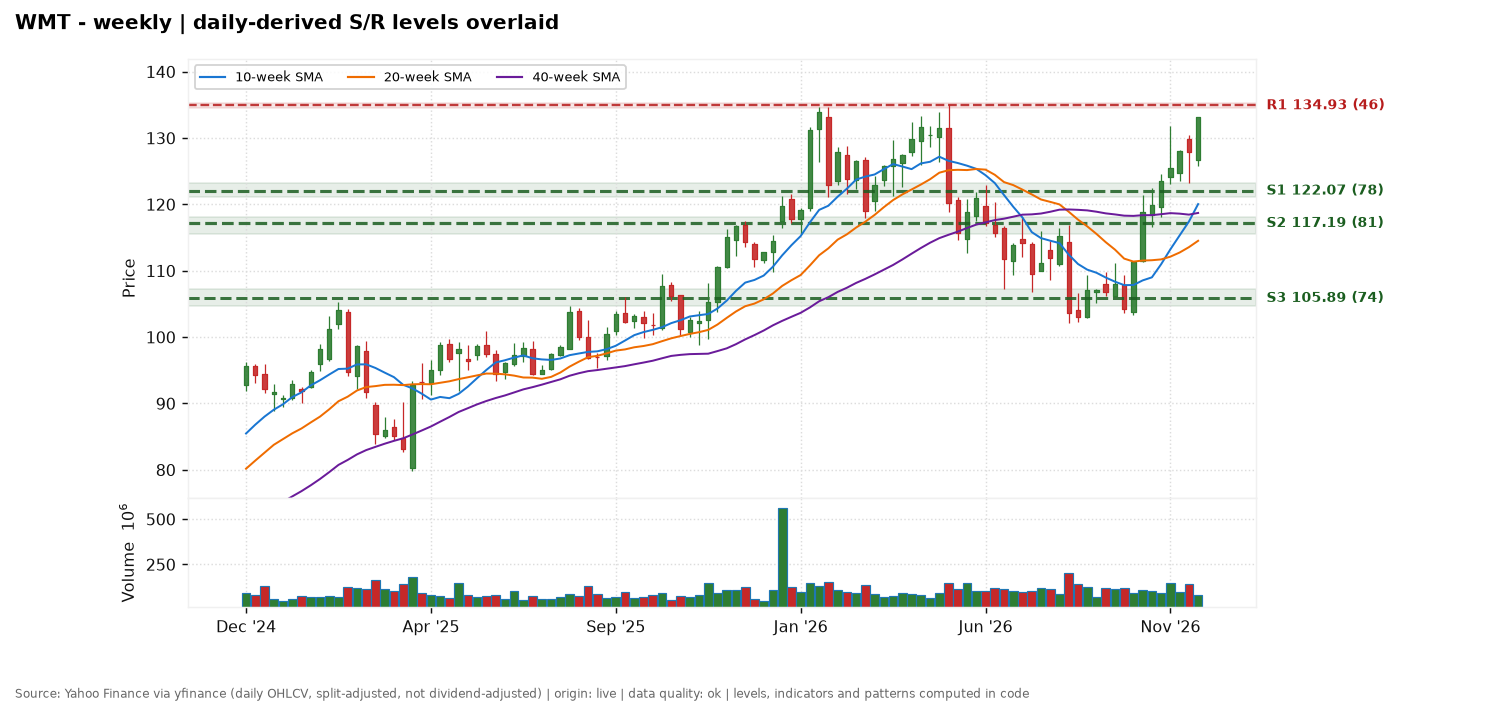 WMT - weekly | daily-derived S/R levels overlaid
10-week SMA
20-week SMA
40-week SMA
Price
140
130
120
110
100
90
80
R1 134.93 (46)
S1 122.07 (78)
S2 117.19 (81)
S3 105.89 (74)
Volume 10⁶
500
250
Dec '24
Apr '25
Sep '25
Jan '26
Jun '26
Nov '26
Source: Yahoo Finance via yfinance (daily OHLCV, split-adjusted, not dividend-adjusted) | origin: live | data quality: ok | levels, indicators and patterns computed in code